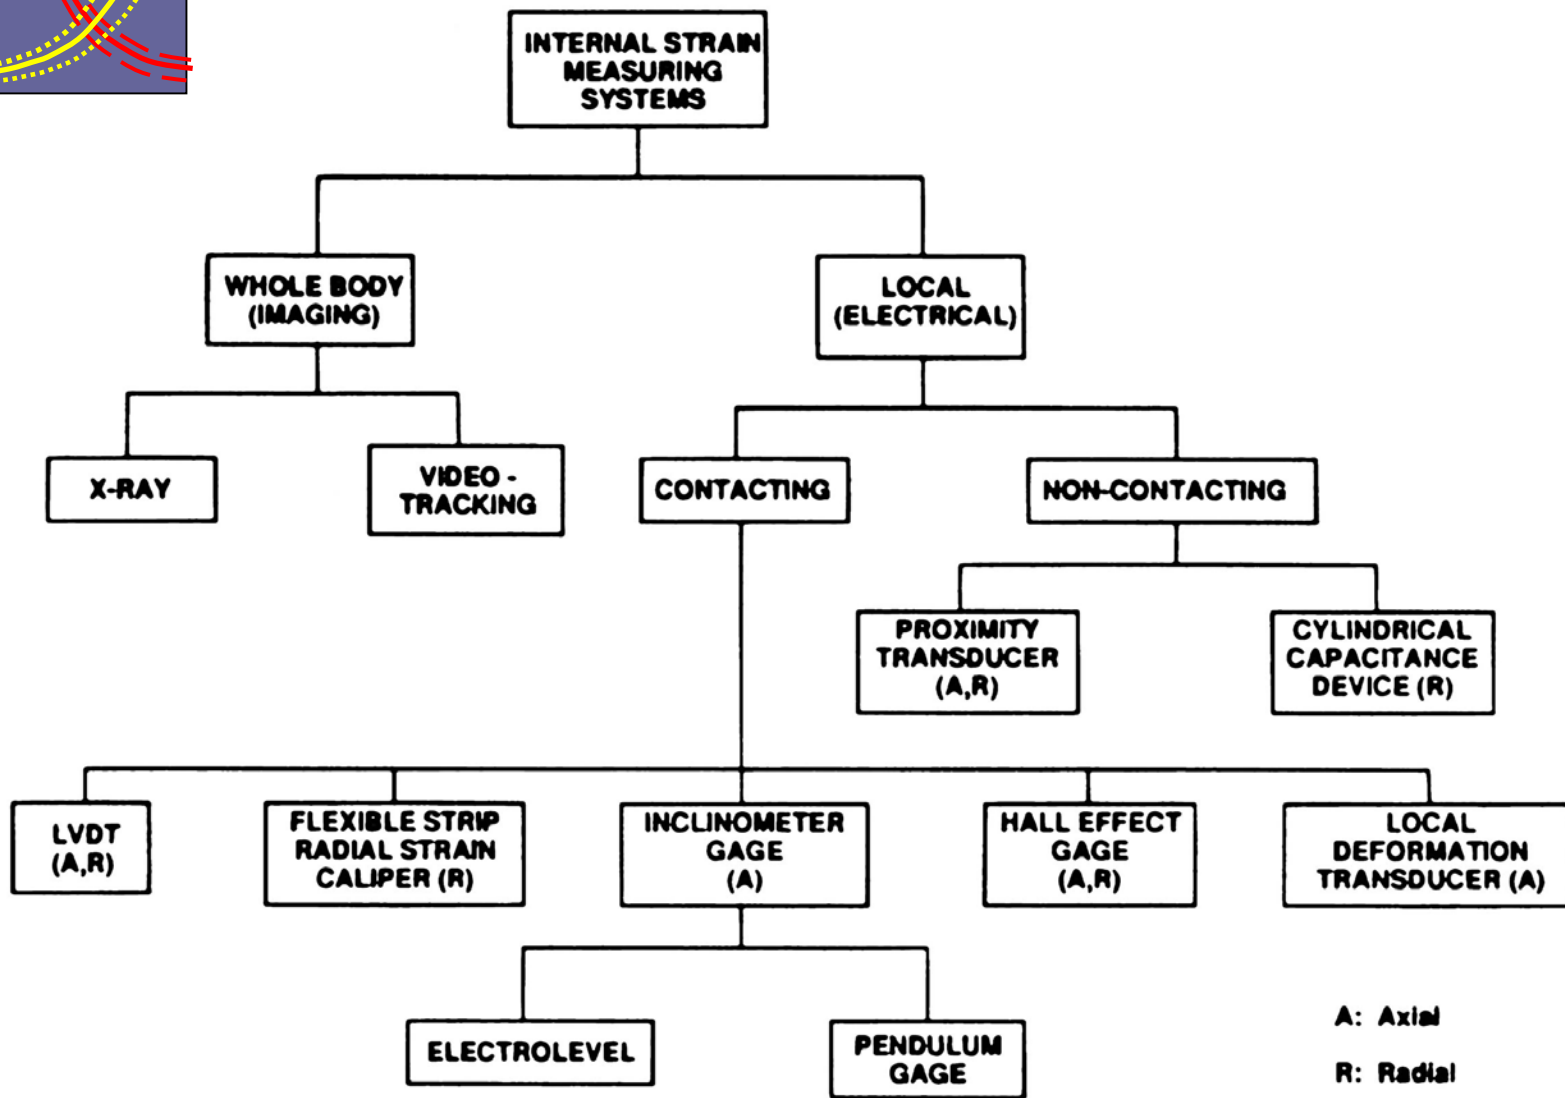 INTERNAL STRAIN
MEASURING
SYSTEMS
WHOLE BODY
(IMAGING)
LOCAL
(ELECTRICAL)
X-RAY
VIDEO -
TRACKING
CONTACTING
NON-CONTACTING
PROXIMITY
TRANSDUCER
(A,R)
CYLINDRICAL
CAPACITANCE
DEVICE (R)
LVDT
(A,R)
FLEXIBLE STRIP
RADIAL STRAIN
CALIPER (R)
INCLINOMETER
GAGE
(A)
HALL EFFECT
GAGE
(A,R)
LOCAL
DEFORMATION
TRANSDUCER (A)
ELECTROLEVEL
PENDULUM
GAGE
A: Axial
R: Radial